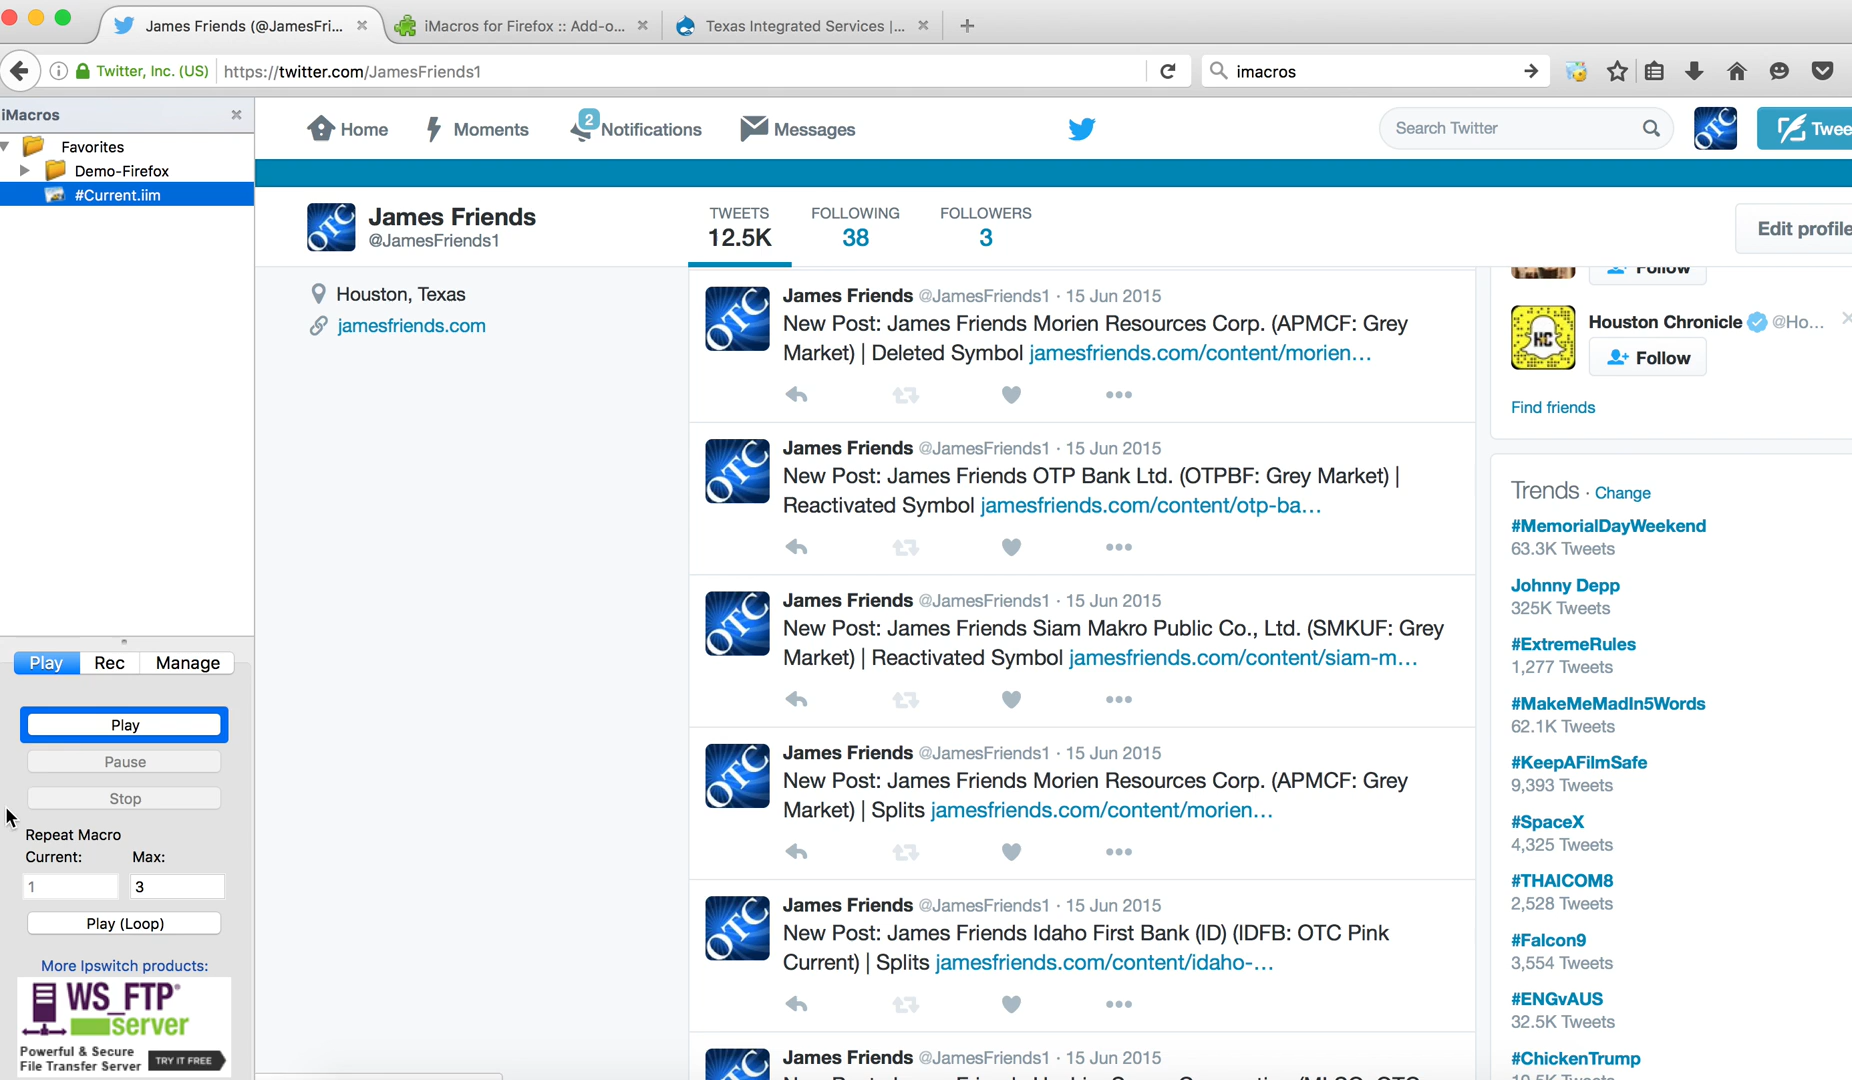 James Friends (@JamesFri...
iMacros for Firefox :: Add-o...
Texas Integrated Services |...
Twitter, Inc. (US)
https://twitter.com/JamesFriends1
imacros
iMacros
Favorites
Demo-Firefox
#Current.iim
Play
Rec
Manage
Play
Pause
Stop
Repeat Macro
Current:
Max:
1
3
Play (Loop)
More Ipswitch products:
WS_FTP
server
Powerful & Secure
File Transfer Server
TRY IT FREE
Home
Moments
2
Notifications
Messages
Search Twitter
OTC
Twee
OTC
James Friends
@JamesFriends1
TWEETS
12.5K
FOLLOWING
38
FOLLOWERS
3
Edit profile
Houston, Texas
jamesfriends.com
OTC
James Friends @JamesFriends1 · 15 Jun 2015
New Post: James Friends Morien Resources Corp. (APMCF: Grey
Market) | Deleted Symbol jamesfriends.com/content/morien...
OTC
James Friends @JamesFriends1 · 15 Jun 2015
New Post: James Friends OTP Bank Ltd. (OTPBF: Grey Market) |
Reactivated Symbol jamesfriends.com/content/otp-ba...
OTC
James Friends @JamesFriends1 · 15 Jun 2015
New Post: James Friends Siam Makro Public Co., Ltd. (SMKUF: Grey
Market) | Reactivated Symbol jamesfriends.com/content/siam-m...
OTC
James Friends @JamesFriends1 · 15 Jun 2015
New Post: James Friends Morien Resources Corp. (APMCF: Grey
Market) | Splits jamesfriends.com/content/morien...
OTC
James Friends @JamesFriends1 · 15 Jun 2015
New Post: James Friends Idaho First Bank (ID) (IDFB: OTC Pink
Current) | Splits jamesfriends.com/content/idaho-...
James Friends @JamesFriends1 · 15 Jun 2015
Follow
HC
Houston Chronicle @Ho...
Follow
Find friends
Trends · Change
#MemorialDayWeekend
63.3K Tweets
Johnny Depp
325K Tweets
#ExtremeRules
1,277 Tweets
#MakeMeMadIn5Words
62.1K Tweets
#KeepAFilmSafe
9,393 Tweets
#SpaceX
4,325 Tweets
#THAICOM8
2,528 Tweets
#Falcon9
3,554 Tweets
#ENGvAUS
32.5K Tweets
#ChickenTrump